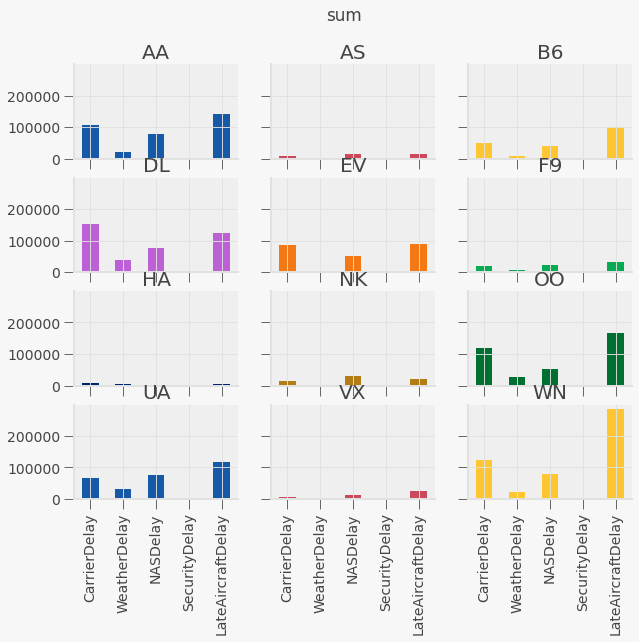 sum
AA AS B6
200000
100000
0
DL EV F9
200000
100000
0
HA NK OO
200000
100000
0
UA VX WN
200000
100000
0
CarrierDelay WeatherDelay NASDelay SecurityDelay LateAircraftDelay CarrierDelay WeatherDelay NASDelay SecurityDelay LateAircraftDelay CarrierDelay WeatherDelay NASDelay SecurityDelay LateAircraftDelay